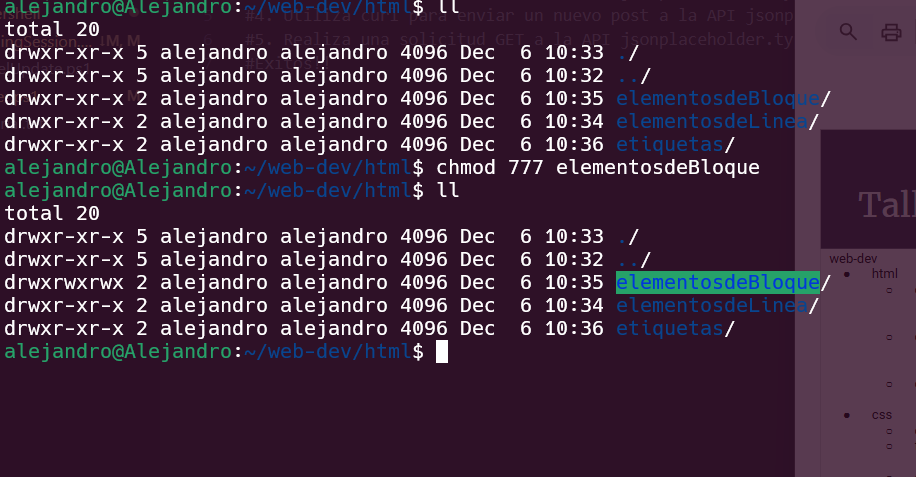 alejandro@Alejandro:~/web-dev/html$ ll
total 20
drwxr-xr-x 5 alejandro alejandro 4096 Dec  6 10:33 ./
drwxr-xr-x 5 alejandro alejandro 4096 Dec  6 10:32 ../
drwxr-xr-x 2 alejandro alejandro 4096 Dec  6 10:35 elementosdeBloque/
drwxr-xr-x 2 alejandro alejandro 4096 Dec  6 10:34 elementosdeLinea/
drwxr-xr-x 2 alejandro alejandro 4096 Dec  6 10:36 etiquetas/
alejandro@Alejandro:~/web-dev/html$ chmod 777 elementosdeBloque
alejandro@Alejandro:~/web-dev/html$ ll
total 20
drwxr-xr-x 5 alejandro alejandro 4096 Dec  6 10:33 ./
drwxr-xr-x 5 alejandro alejandro 4096 Dec  6 10:32 ../
drwxrwxrwx 2 alejandro alejandro 4096 Dec  6 10:35 elementosdeBloque/
drwxr-xr-x 2 alejandro alejandro 4096 Dec  6 10:34 elementosdeLinea/
drwxr-xr-x 2 alejandro alejandro 4096 Dec  6 10:36 etiquetas/
alejandro@Alejandro:~/web-dev/html$
#4. Utiliza curl para enviar un nuevo post a la API jsonp
#5. Realiza una solicitud GET a la API jsonplaceholder.ty
Tall
web-dev
html
css